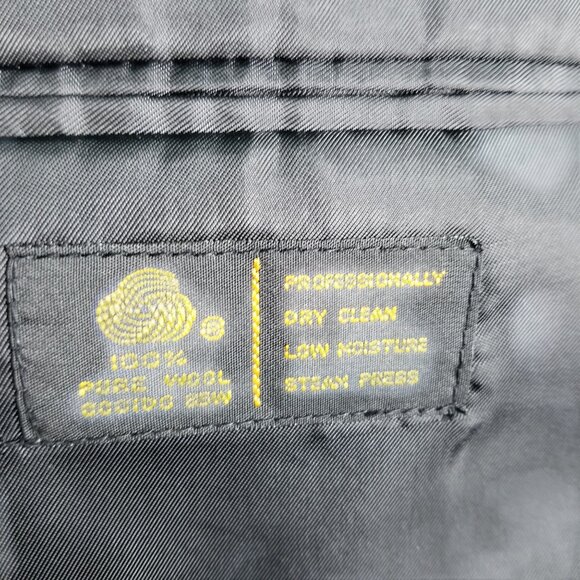 ®
100%
PURE WOOL
PROFESSIONALLY
DRY CLEAN
LOW MOISTURE
STEAM PRESS